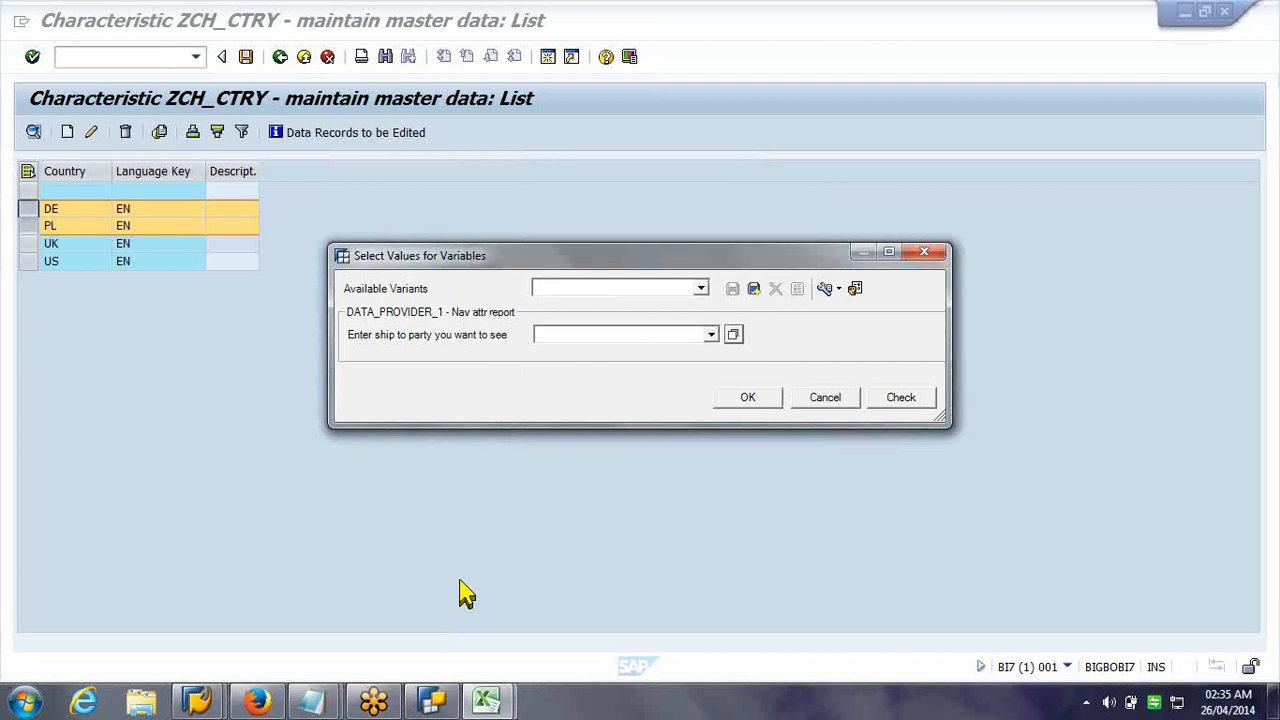 Characteristic ZCH_CTRY - maintain master data: List
Characteristic ZCH_CTRY - maintain master data: List
Data Records to be Edited
Country Language Key Descript.
DE EN
PL EN
UK EN
US EN
Select Values for Variables
Available Variants
DATA_PROVIDER_1 - Nav attr report
Enter ship to party you want to see
OK Cancel Check
SAP
BI7 (1) 001 BIGBOBI7 INS
02:35 AM
26/04/2014